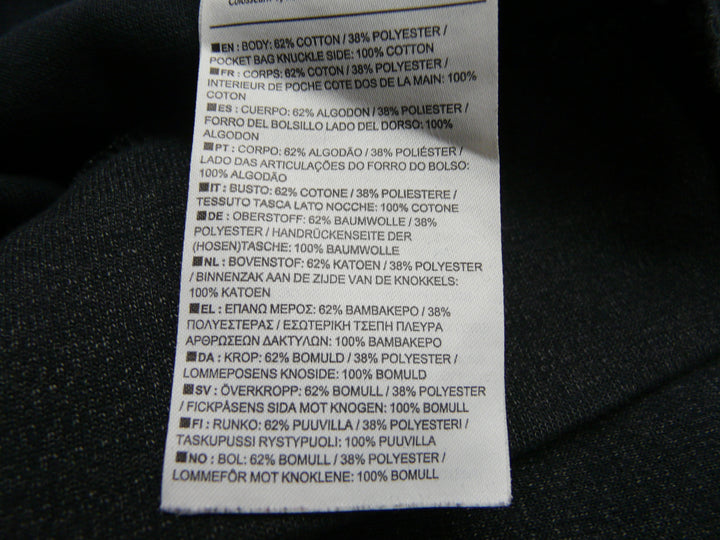 EN : BODY: 62% COTTON / 38% POLYESTER /
POCKET BAG KNUCKLE SIDE: 100% COTTON
FR : CORPS: 62% COTON / 38% POLYESTER /
INTERIEUR DE POCHE COTE DOS DE LA MAIN: 100%
COTON
ES : CUERPO: 62% ALGODON / 38% POLIESTER /
FORRO DEL BOLSILLO LADO DEL DORSO: 100%
ALGODON
PT : CORPO: 62% ALGODÃO / 38% POLIÉSTER /
LADO DAS ARTICULAÇÕES DO FORRO DO BOLSO:
100% ALGODÃO
IT : BUSTO: 62% COTONE / 38% POLIESTERE /
TESSUTO TASCA LATO NOCCHE: 100% COTONE
DE : OBERSTOFF: 62% BAUMWOLLE / 38%
POLYESTER / HANDRÜCKENSEITE DER
(HOSEN)TASCHE: 100% BAUMWOLLE
NL : BOVENSTOF: 62% KATOEN / 38% POLYESTER
/ BINNENZAK AAN DE ZIJDE VAN DE KNOKKELS:
100% KATOEN
EL : ΕΠΑΝΩ ΜΕΡΟΣ: 62% ΒΑΜΒΑΚΕΡΟ / 38%
ΠΟΛΥΕΣΤΕΡΑΣ / ΕΣΩΤΕΡΙΚΗ ΤΣΕΠΗ ΠΛΕΥΡΑ
ΑΡΘΡΩΣΕΩΝ ΔΑΚΤΥΛΩΝ: 100% ΒΑΜΒΑΚΕΡΟ
DA : KROP: 62% BOMULD / 38% POLYESTER /
LOMMEPOSENS KNOSIDE: 100% BOMULD
SV : ÖVERKROPP: 62% BOMULL / 38% POLYESTER
/ FICKPÅSENS SIDA MOT KNOGEN: 100% BOMULL
FI : RUNKO: 62% PUUVILLA / 38% POLYESTERI /
TASKUPUSSI RYSTYPUOLI: 100% PUUVILLA
NO : BOL: 62% BOMULL / 38% POLYESTER /
LOMMEFÔR MOT KNOKLENE: 100% BOMULL